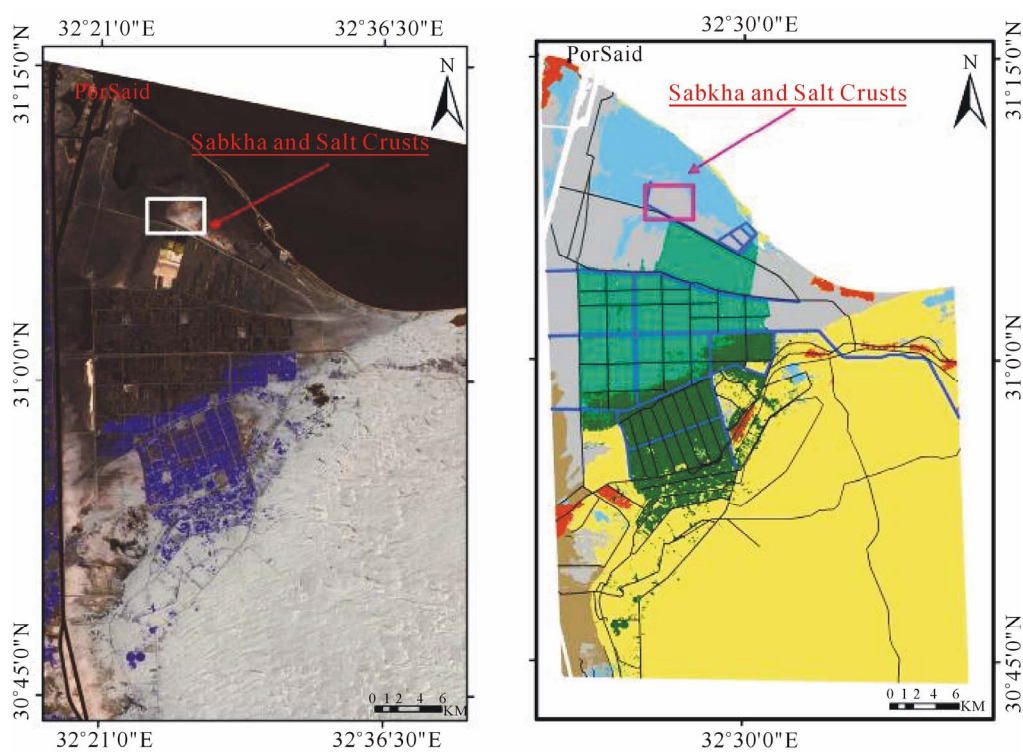 32°21'0"E
32°36'30"E
31°15'0"N
31°0'0"N
30°45'0"N
PorSaid
N
Sabkha and Salt Crusts
0 1 2 4 6
KM
32°21'0"E
32°36'30"E
32°30'0"E
PorSaid
N
Sabkha and Salt Crusts
31°15'0"N
31°0'0"N
30°45'0"N
0 1 2 4 6
KM
32°30'0"E